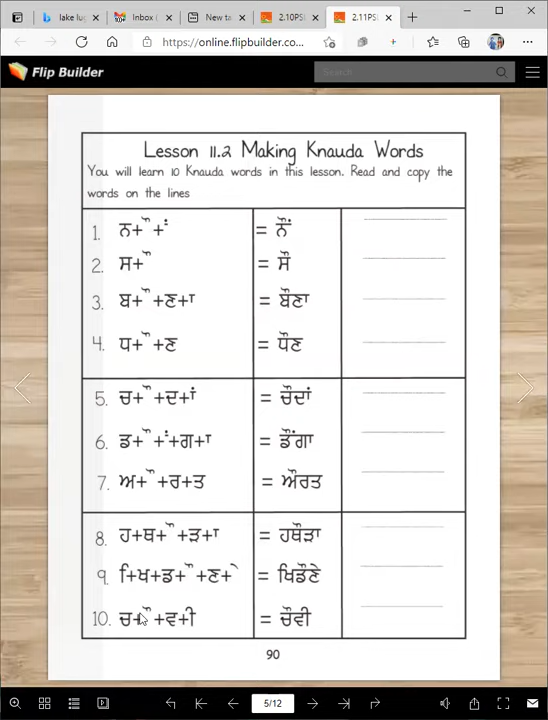 lake lu
Inbox (
New ta
2.10PS
2.11PS
https://online.flipbuilder.co...
Flip Builder
Search
Lesson 11.2 Making Knauda Words
You will learn 10 Knauda words in this lesson. Read and copy the
words on the lines
1. ਨ+ੌ+ਂ = ਨੌਂ
2. ਸ+ੌ = ਸੌ
3. ਬ+ੌ+ਣ+ਾ = ਬੌਣਾ
4. ਧ+ੌ+ਣ = ਧੌਣ
5. ਚ+ੌ+ਦ+ਾਂ = ਚੌਦਾਂ
6. ਡ+ੌ+ਂ+ਗ+ਾ = ਡੌਂਗਾ
7. ਅ+ੌ+ਰ+ਤ = ਔਰਤ
8. ਹ+ਥ+ੌ+ੜ+ਾ = ਹਥੌੜਾ
9. ਿ+ਖ+ਡ+ੌ+ਣ+ੇ = ਖਿਡੌਣੇ
10. ਚ+ੌ+ਵ+ੀ = ਚੌਵੀ
90
5/12